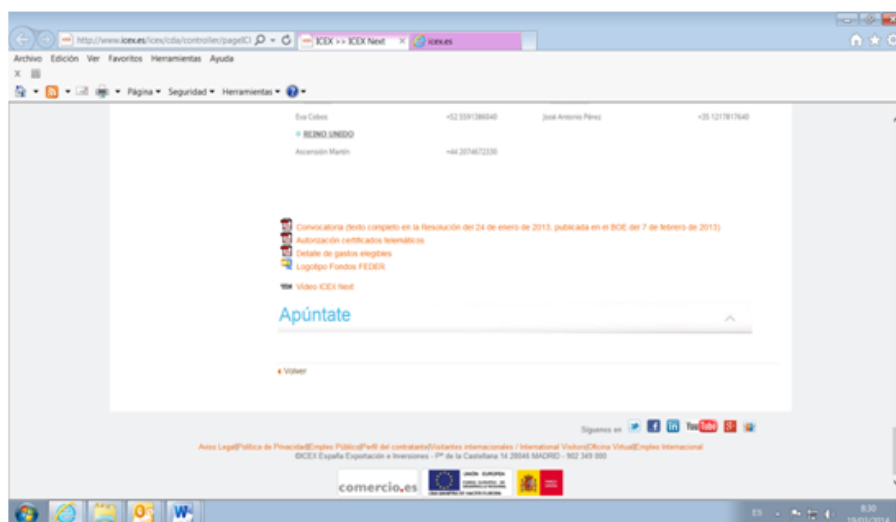 http://www.icex.es/icex/cda/controller/pageICI
ICEX >> ICEX Next
icex.es
Archivo Edición Ver Favoritos Herramientas Ayuda
X
Página Seguridad Herramientas
Eva Cobos +52.5591386040 José Antonio Pérez +35.1217817640
REINO UNIDO
Ascensión Martín +44 2074672330
Convocatoria (texto completo en la Resolución del 24 de enero de 2013, publicada en el BOE del 7 de febrero de 2013)
Autorización certificados telemáticos
Detalle de gastos elegibles
Logotipo Fondos FEDER
Vídeo ICEX Next
Apúntate
Volver
Síguenos en YouTube
Aviso Legal|Política de Privacidad|Empleo Público|Perfil del contratante|Visitantes internacionales / International Visitors|Oficina Virtual|Empleo Internacional
©ICEX España Exportación e Inversiones - Pº de la Castellana 14 28046 MADRID - 902 349 000
comercio.es
UNIÓN EUROPEA
ES
8:30